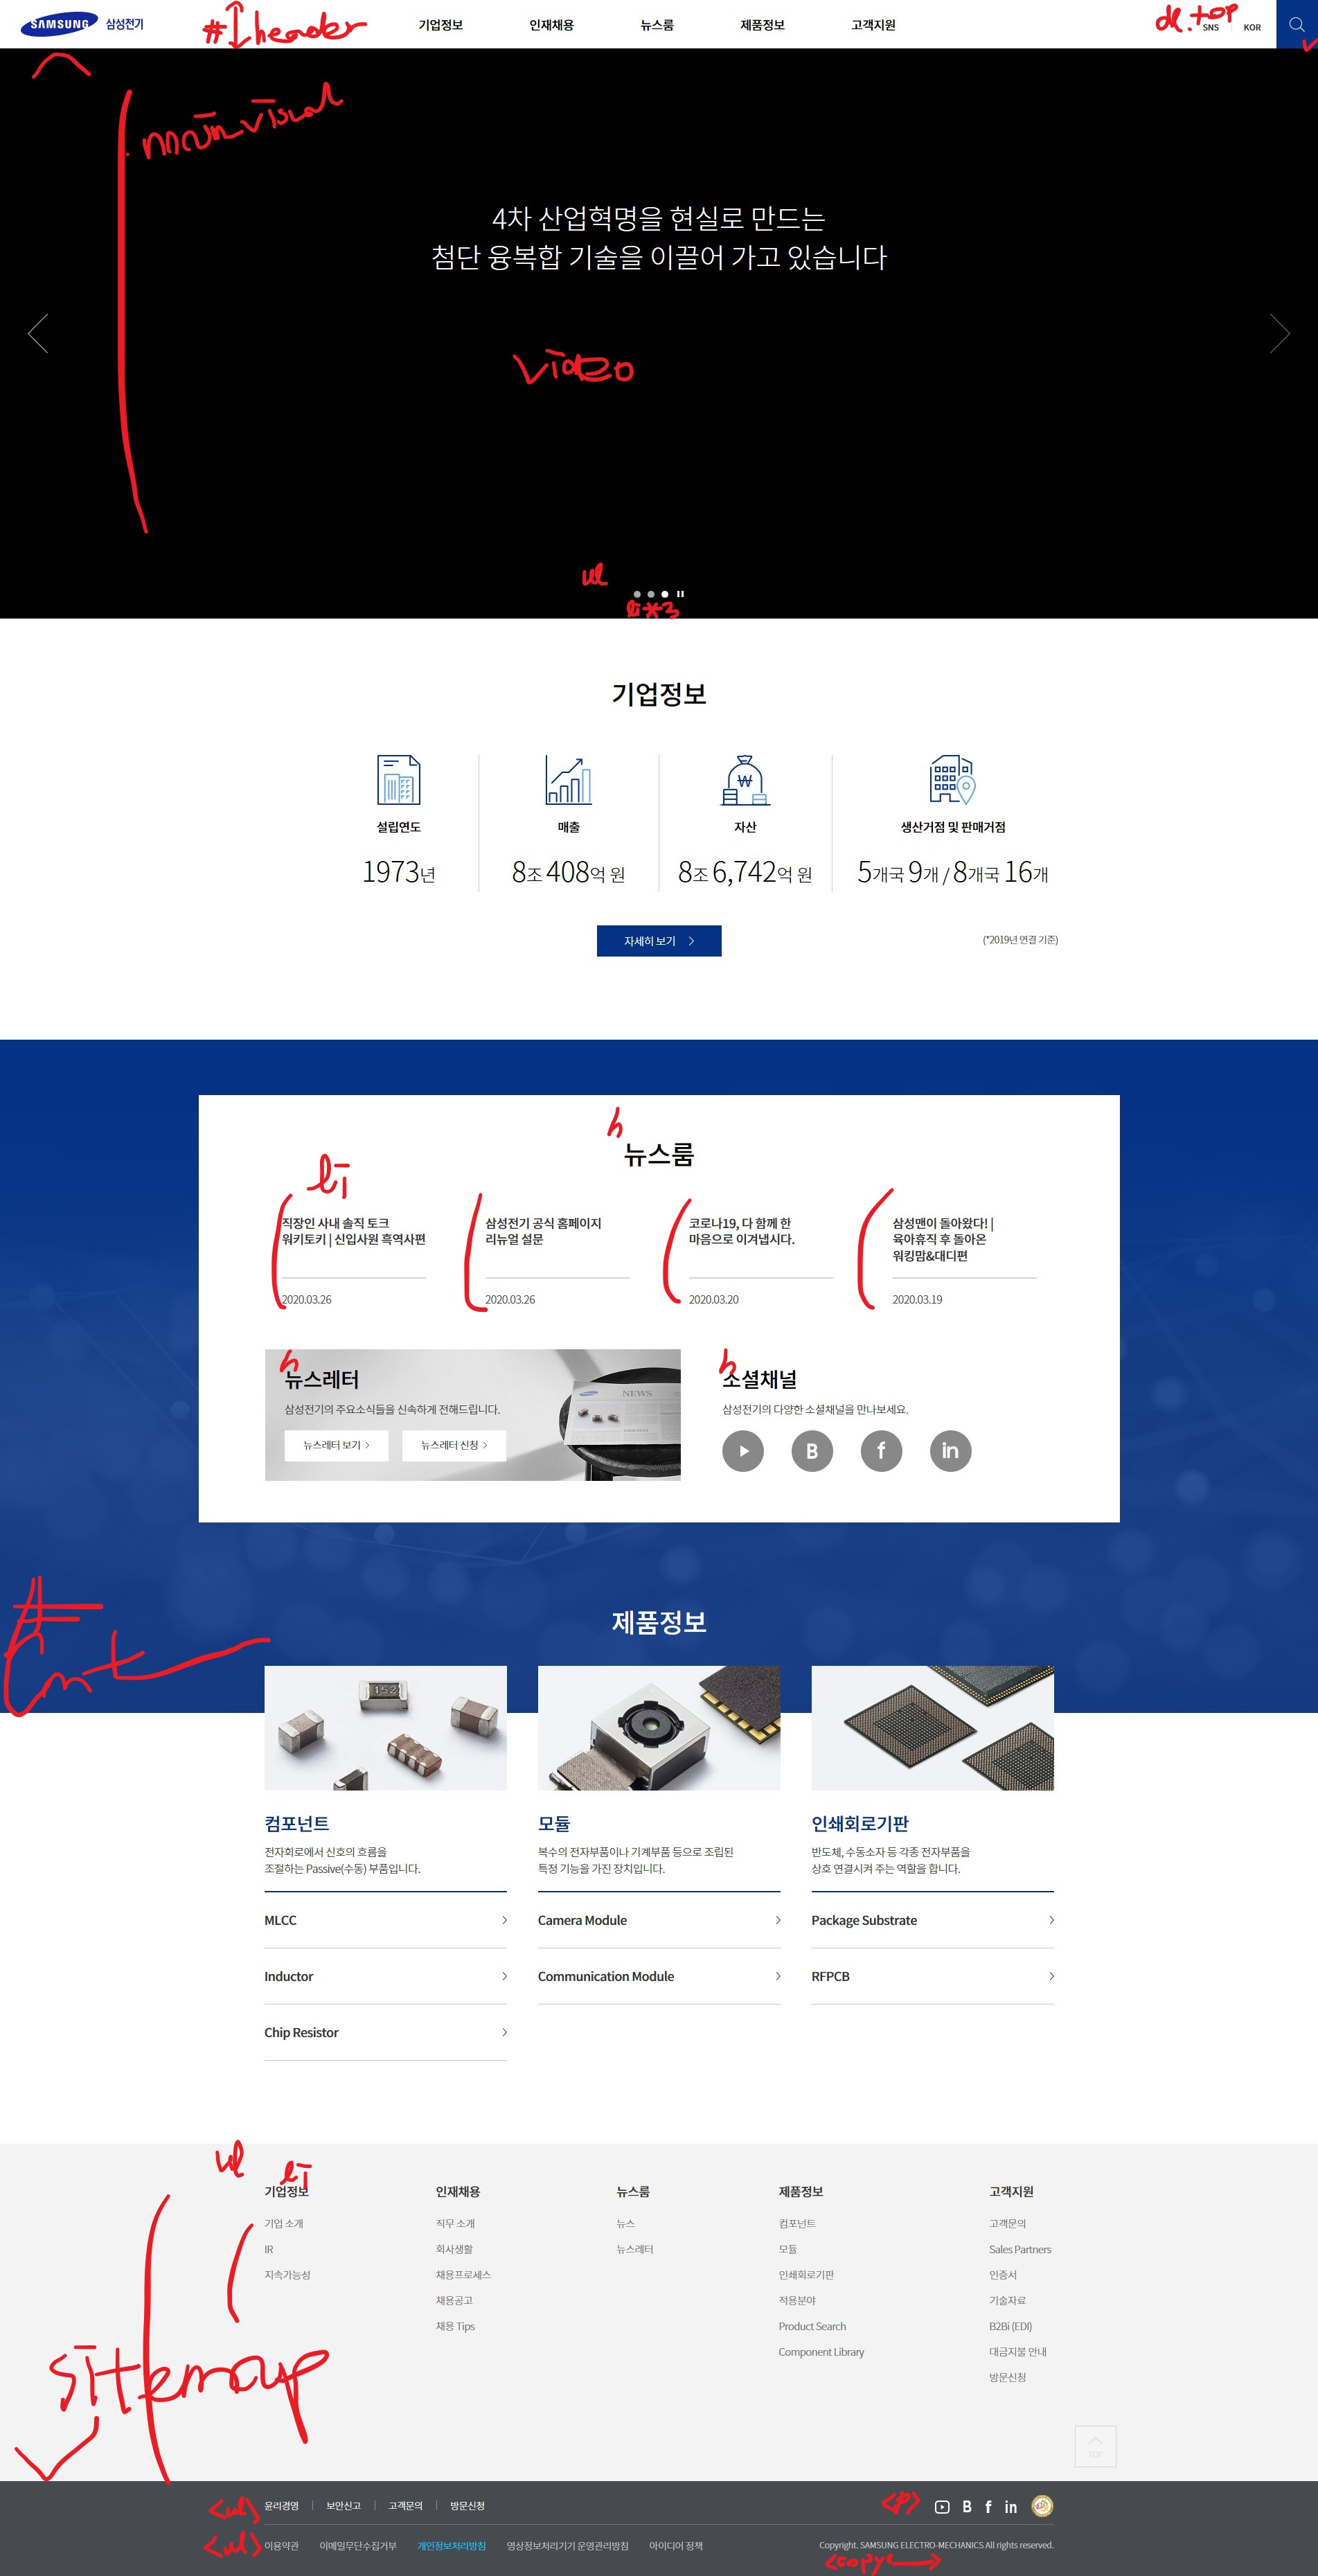 SAMSUNG 삼성전기
#header
기업정보 인재채용 뉴스룸 제품정보 고객지원
dl.top
SNS KOR
main visual
4차 산업혁명을 현실로 만드는
첨단 융복합 기술을 이끌어 가고 있습니다
video
ul
li*3
기업정보
설립연도 매출 자산 생산거점 및 판매거점
1973년 8조 408억 원 8조 6,742억 원 5개국 9개 / 8개국 16개
자세히 보기
(*2019년 연결 기준)
h
뉴스룸
li
직장인 사내 솔직 토크
워키토키 | 신입사원 흑역사편
2020.03.26
삼성전기 공식 홈페이지
리뉴얼 설문
2020.03.26
코로나19, 다 함께 한
마음으로 이겨냅시다.
2020.03.20
삼성맨이 돌아왔다! |
육아휴직 후 돌아온
워킹맘&대디편
2020.03.19
h
뉴스레터
삼성전기의 주요소식들을 신속하게 전해드립니다.
뉴스레터 보기 뉴스레터 신청
NEWS
h
소셜채널
삼성전기의 다양한 소셜채널을 만나보세요.
B f in
#cnt
제품정보
152
컴포넌트
전자회로에서 신호의 흐름을
조절하는 Passive(수동) 부품입니다.
MLCC
Inductor
Chip Resistor
모듈
복수의 전자부품이나 기계부품 등으로 조립된
특정 기능을 가진 장치입니다.
Camera Module
Communication Module
인쇄회로기판
반도체, 수동소자 등 각종 전자부품을
상호 연결시켜 주는 역할을 합니다.
Package Substrate
RFPCB
ul
li
기업정보
기업 소개
IR
지속가능성
인재채용
직무 소개
회사생활
채용프로세스
채용공고
채용 Tips
뉴스룸
뉴스
뉴스레터
제품정보
컴포넌트
모듈
인쇄회로기판
적용분야
Product Search
Component Library
고객지원
고객문의
Sales Partners
인증서
기술자료
B2Bi (EDI)
대금지불 안내
방문신청
sitemap
TOP
<ul>
윤리경영 보안신고 고객문의 방문신청
<p>
B f in
<ul>
이용약관 이메일무단수집거부 개인정보처리방침 영상정보처리기기 운영관리방침 아이디어 정책
Copyright. SAMSUNG ELECTRO-MECHANICS All rights reserved.